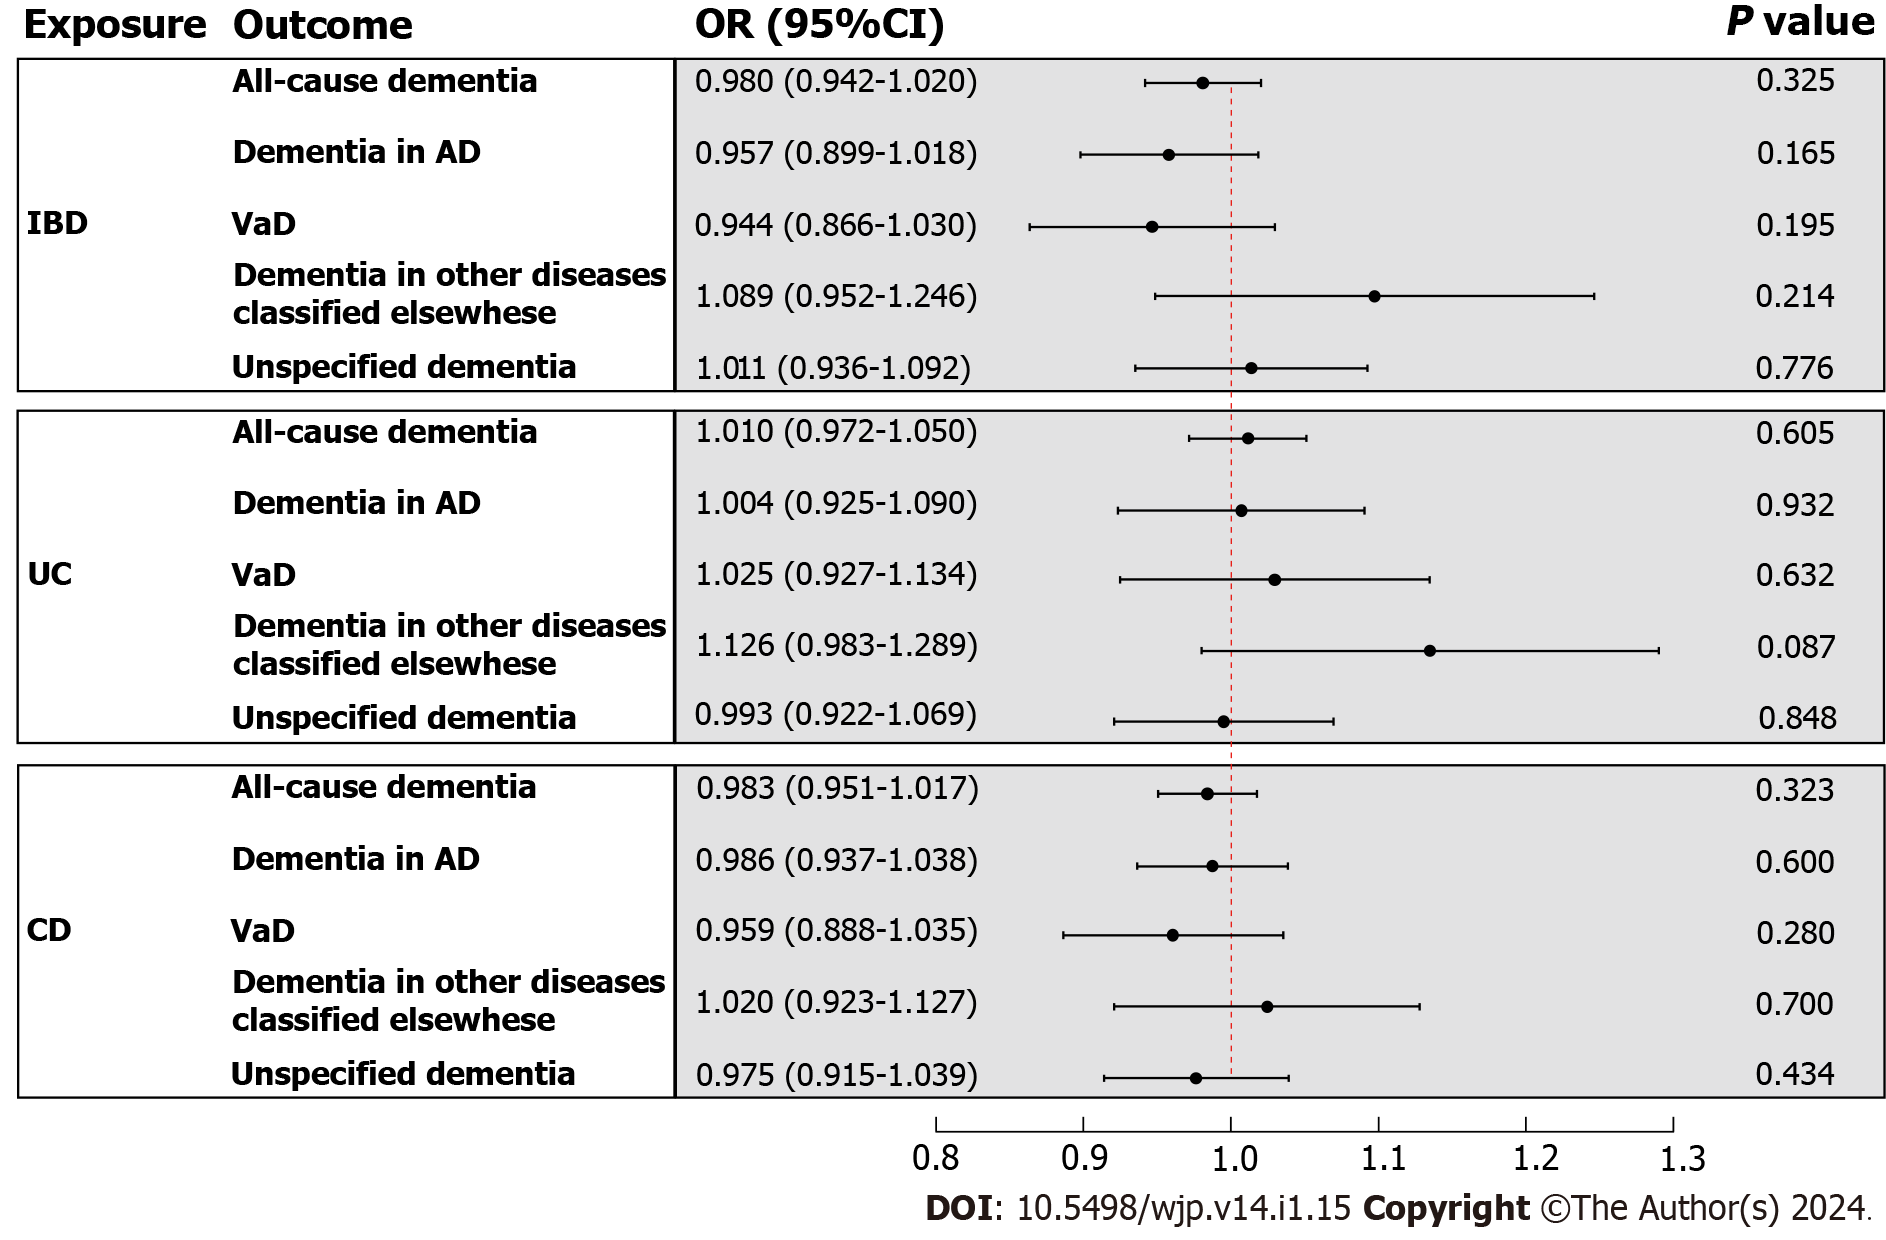 Exposure Outcome OR (95%CI) P value
All-cause dementia 0.980 (0.942-1.020) 0.325
Dementia in AD 0.957 (0.899-1.018) 0.165
IBD VaD 0.944 (0.866-1.030) 0.195
Dementia in other diseases
classified elsewhese 1.089 (0.952-1.246) 0.214
Unspecified dementia 1.011 (0.936-1.092) 0.776
All-cause dementia 1.010 (0.972-1.050) 0.605
Dementia in AD 1.004 (0.925-1.090) 0.932
UC VaD 1.025 (0.927-1.134) 0.632
Dementia in other diseases
classified elsewhese 1.126 (0.983-1.289) 0.087
Unspecified dementia 0.993 (0.922-1.069) 0.848
All-cause dementia 0.983 (0.951-1.017) 0.323
Dementia in AD 0.986 (0.937-1.038) 0.600
CD VaD 0.959 (0.888-1.035) 0.280
Dementia in other diseases
classified elsewhese 1.020 (0.923-1.127) 0.700
Unspecified dementia 0.975 (0.915-1.039) 0.434
0.8 0.9 1.0 1.1 1.2 1.3
DOI: 10.5498/wjp.v14.i1.15 Copyright ©The Author(s) 2024.